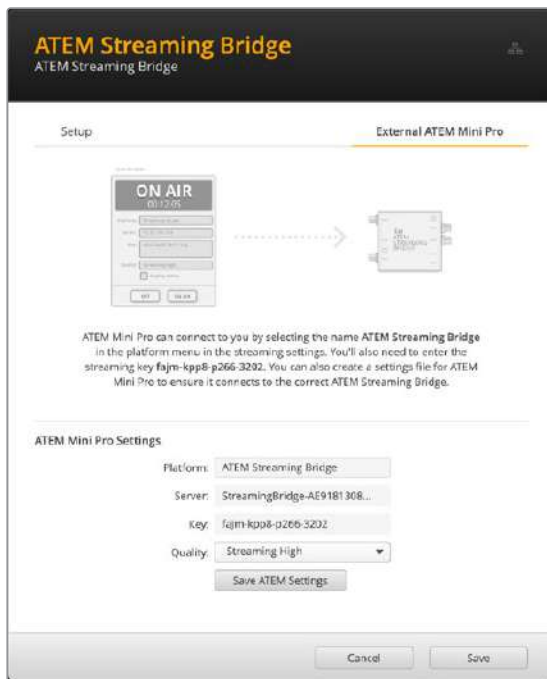 ATEM Streaming Bridge
ATEM Streaming Bridge
Setup
External ATEM Mini Pro
ON AIR
00:12:05
ATEM Mini Pro can connect to you by selecting the name ATEM Streaming Bridge
in the platform menu in the streaming settings. You'll also need to enter the
streaming key fajm-kpp8-p266-3202. You can also create a settings file for ATEM
Mini Pro to ensure it connects to the correct ATEM Streaming Bridge.
ATEM Mini Pro Settings
Platform: ATEM Streaming Bridge
Server: StreamingBridge-AE9181308...
Key: fajm-kpp8-p266-3202
Quality: Streaming High
Save ATEM Settings
Cancel
Save